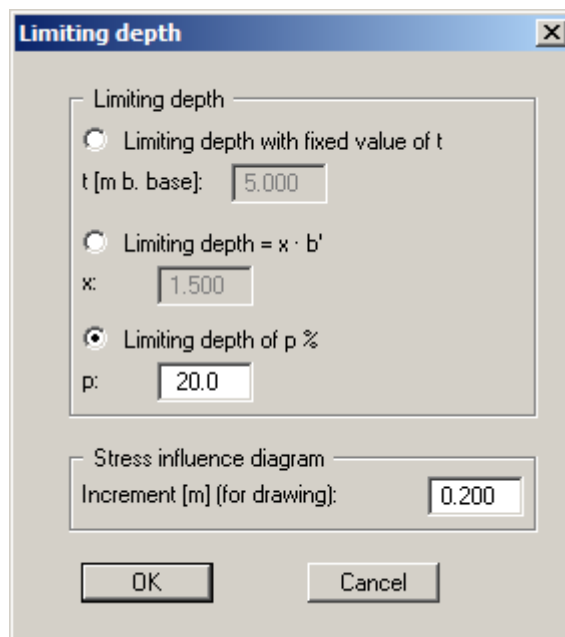 Limiting depth
Limiting depth
Limiting depth with fixed value of t
t [m b. base]: 5.000
Limiting depth = x · b'
x: 1.500
Limiting depth of p %
p: 20.0
Stress influence diagram
Increment [m] (for drawing): 0.200
OK Cancel